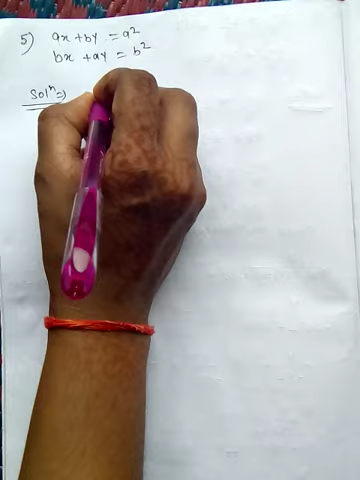 5) ax + by = a²
bx + ay = b²
Solⁿ ⇒